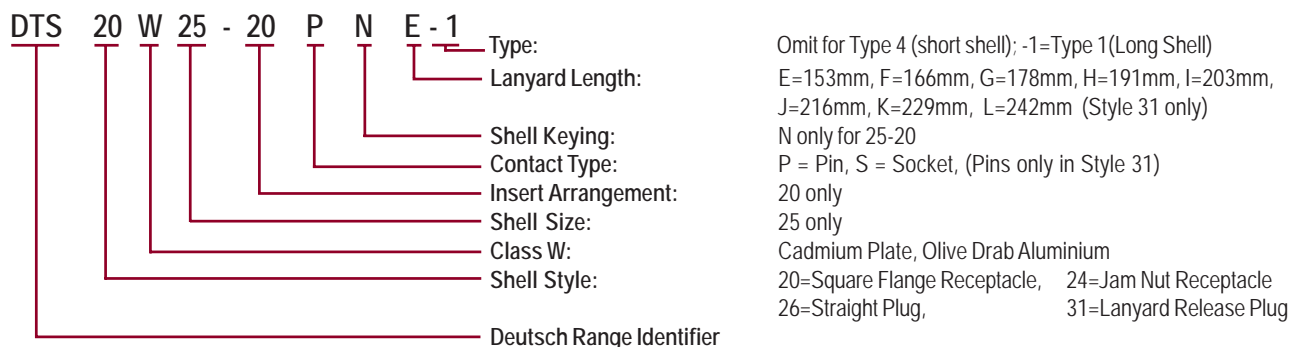 DTS 20 W 25 - 20 P N E - 1
Type: Omit for Type 4 (short shell); -1=Type 1(Long Shell)
Lanyard Length: E=153mm, F=166mm, G=178mm, H=191mm, I=203mm,
J=216mm, K=229mm, L=242mm (Style 31 only)
Shell Keying: N only for 25-20
Contact Type: P = Pin, S = Socket, (Pins only in Style 31)
Insert Arrangement: 20 only
Shell Size: 25 only
Class W: Cadmium Plate, Olive Drab Aluminium
Shell Style: 20=Square Flange Receptacle, 24=Jam Nut Receptacle
26=Straight Plug, 31=Lanyard Release Plug
Deutsch Range Identifier